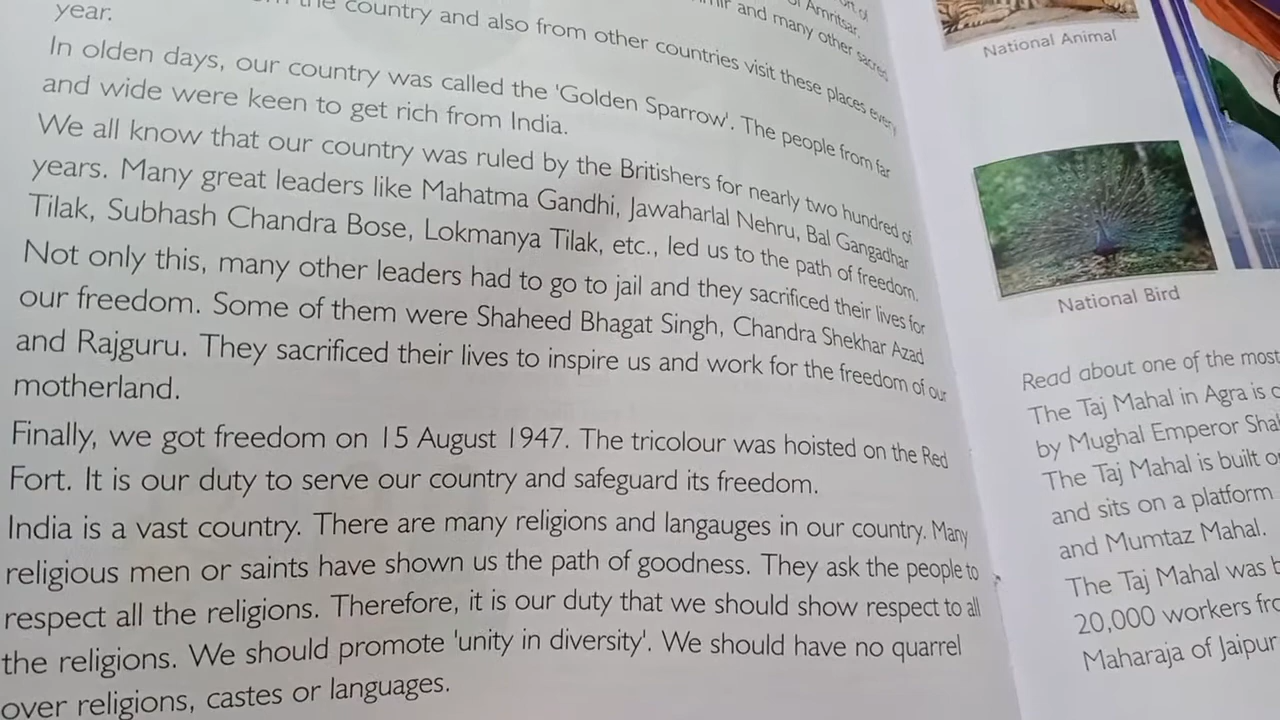 ort of
of Amritsar.
and many other sacred
the country and also from other countries visit these places every
year.
In olden days, our country was called the 'Golden Sparrow'. The people from far
and wide were keen to get rich from India.
We all know that our country was ruled by the Britishers for nearly two hundred of
years. Many great leaders like Mahatma Gandhi, Jawaharlal Nehru, Bal Gangadhar
Tilak, Subhash Chandra Bose, Lokmanya Tilak, etc., led us to the path of freedom.
Not only this, many other leaders had to go to jail and they sacrificed their lives for
our freedom. Some of them were Shaheed Bhagat Singh, Chandra Shekhar Azad
and Rajguru. They sacrificed their lives to inspire us and work for the freedom of our
motherland.
Finally, we got freedom on 15 August 1947. The tricolour was hoisted on the Red
Fort. It is our duty to serve our country and safeguard its freedom.
India is a vast country. There are many religions and langauges in our country. Many
religious men or saints have shown us the path of goodness. They ask the people to
respect all the religions. Therefore, it is our duty that we should show respect to all
the religions. We should promote 'unity in diversity'. We should have no quarrel
over religions, castes or languages.
National Animal
National Bird
Read about one of the most
The Taj Mahal in Agra is
by Mughal Emperor Sha
The Taj Mahal is built
and sits on a platform
and Mumtaz Mahal.
The Taj Mahal was
20,000 workers
Maharaja of Jaipur